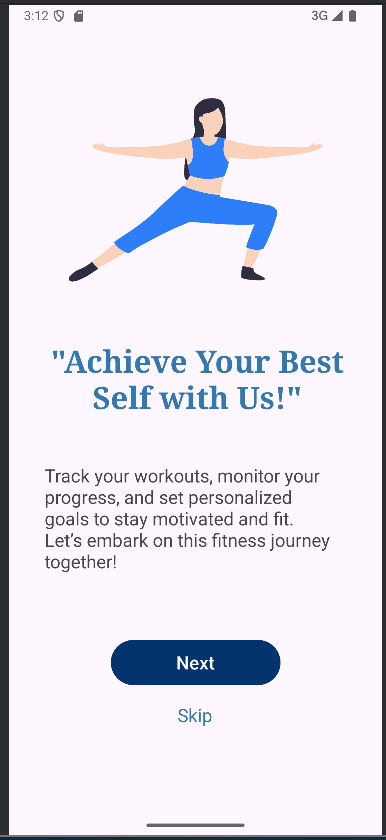 3:12
3G
"Achieve Your Best
Self with Us!"
Track your workouts, monitor your
progress, and set personalized
goals to stay motivated and fit.
Let's embark on this fitness journey
together!
Next
Skip